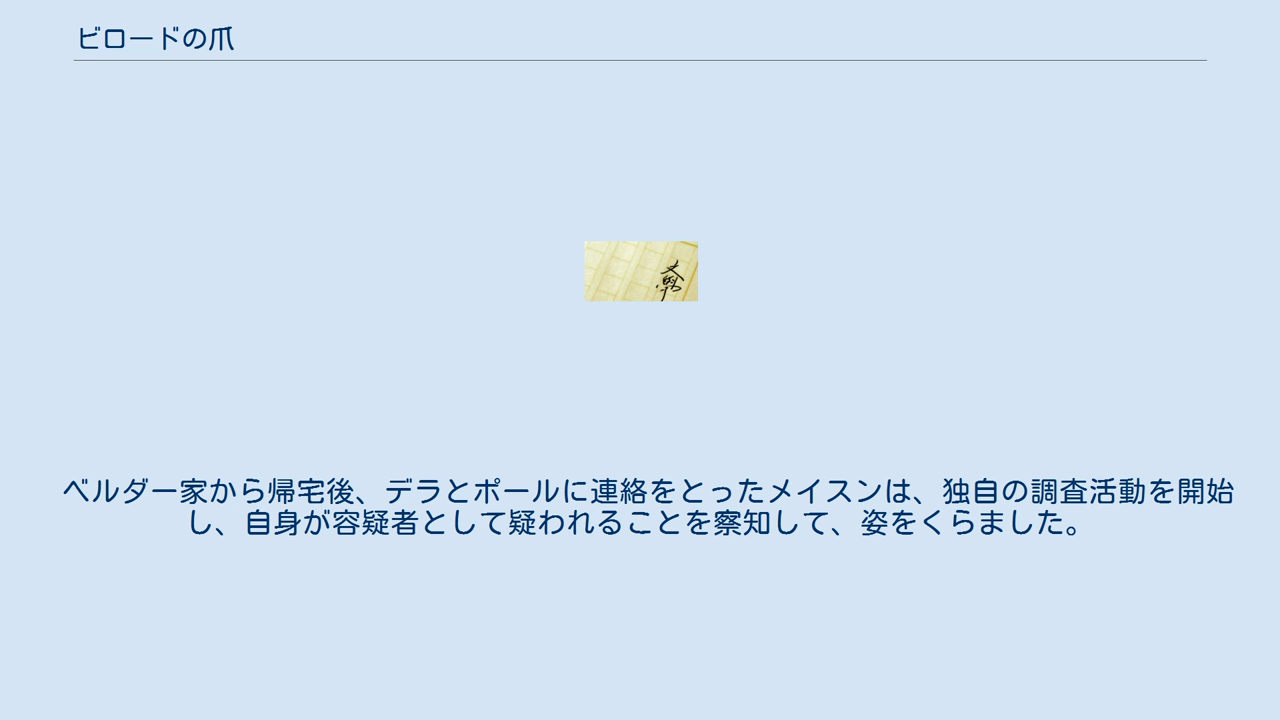 ビロードの爪
ベルダー家から帰宅後、デラとポールに連絡をとったメイスンは、独自の調査活動を開始
し、自身が容疑者として疑われることを察知して、姿をくらました。